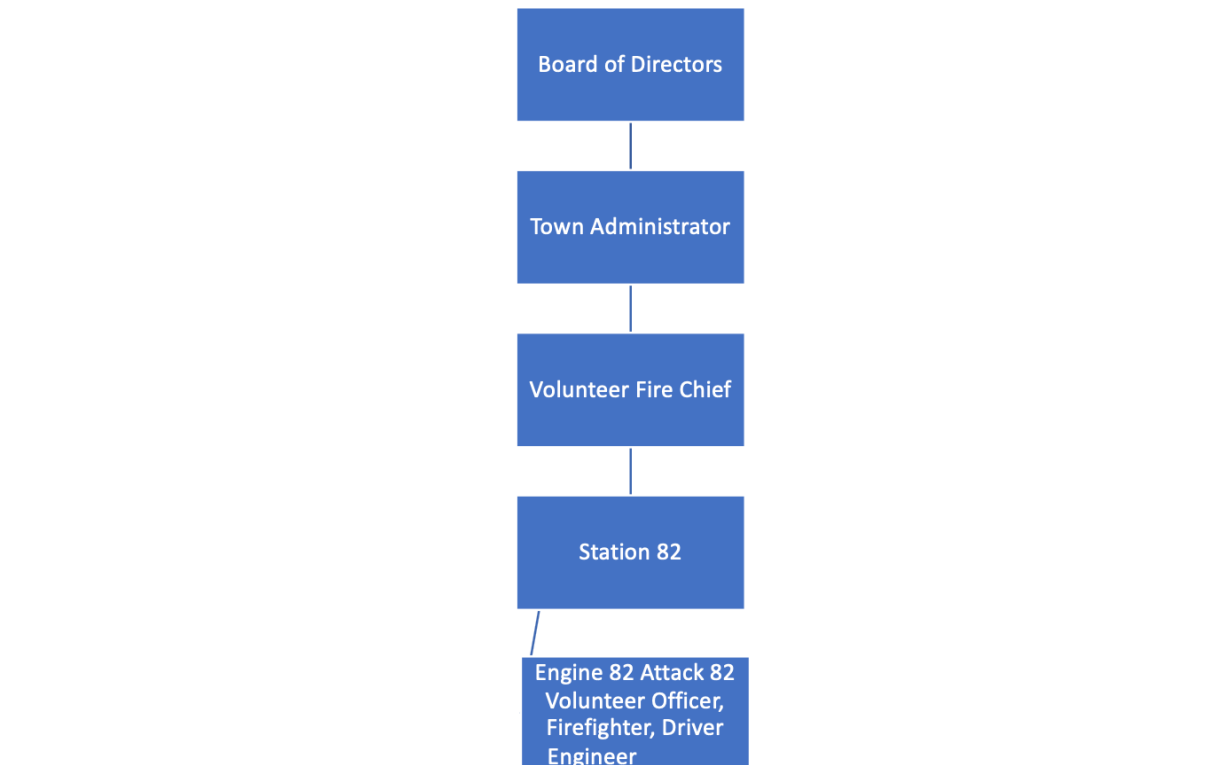 Board of Directors
Town Administrator
Volunteer Fire Chief
Station 82
Engine 82 Attack 82
Volunteer Officer,
Firefighter, Driver
Engineer